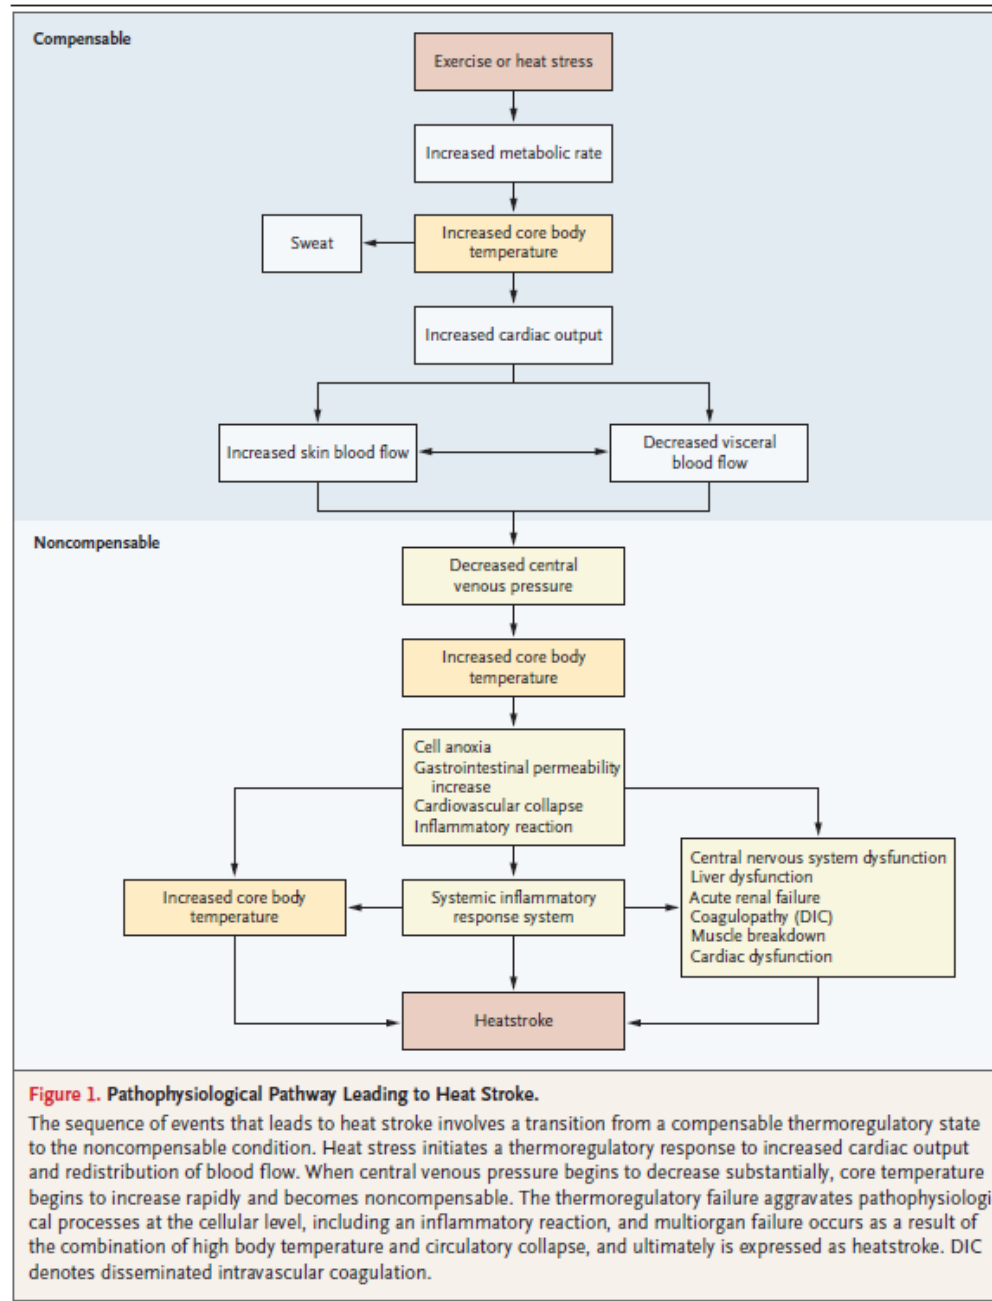 Compensable
Exercise or heat stress
Increased metabolic rate
Sweat
Increased core body
temperature
Increased cardiac output
Increased skin blood flow
Decreased visceral
blood flow
Noncompensable
Decreased central
venous pressure
Increased core body
temperature
Cell anoxia
Gastrointestinal permeability
increase
Cardiovascular collapse
Inflammatory reaction
Increased core body
temperature
Systemic inflammatory
response system
Central nervous system dysfunction
Liver dysfunction
Acute renal failure
Coagulopathy (DIC)
Muscle breakdown
Cardiac dysfunction
Heatstroke
Figure 1. Pathophysiological Pathway Leading to Heat Stroke.
The sequence of events that leads to heat stroke involves a transition from a compensable thermoregulatory state
to the noncompensable condition. Heat stress initiates a thermoregulatory response to increased cardiac output
and redistribution of blood flow. When central venous pressure begins to decrease substantially, core temperature
begins to increase rapidly and becomes noncompensable. The thermoregulatory failure aggravates pathophysiologi
cal processes at the cellular level, including an inflammatory reaction, and multiorgan failure occurs as a result of
the combination of high body temperature and circulatory collapse, and ultimately is expressed as heatstroke. DIC
denotes disseminated intravascular coagulation.